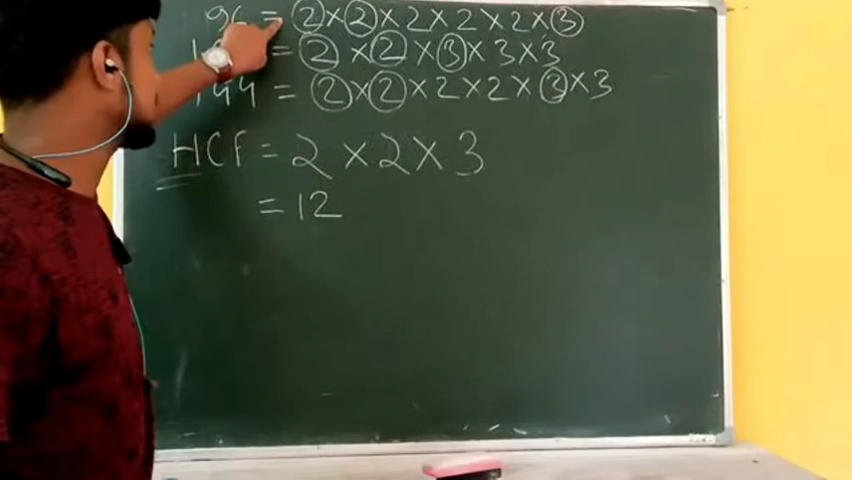 96 = 2×2×2×2×2×3
= 2×2×3×3×3
144 = 2×2×2×2×3×3
HCF = 2×2×3
= 12